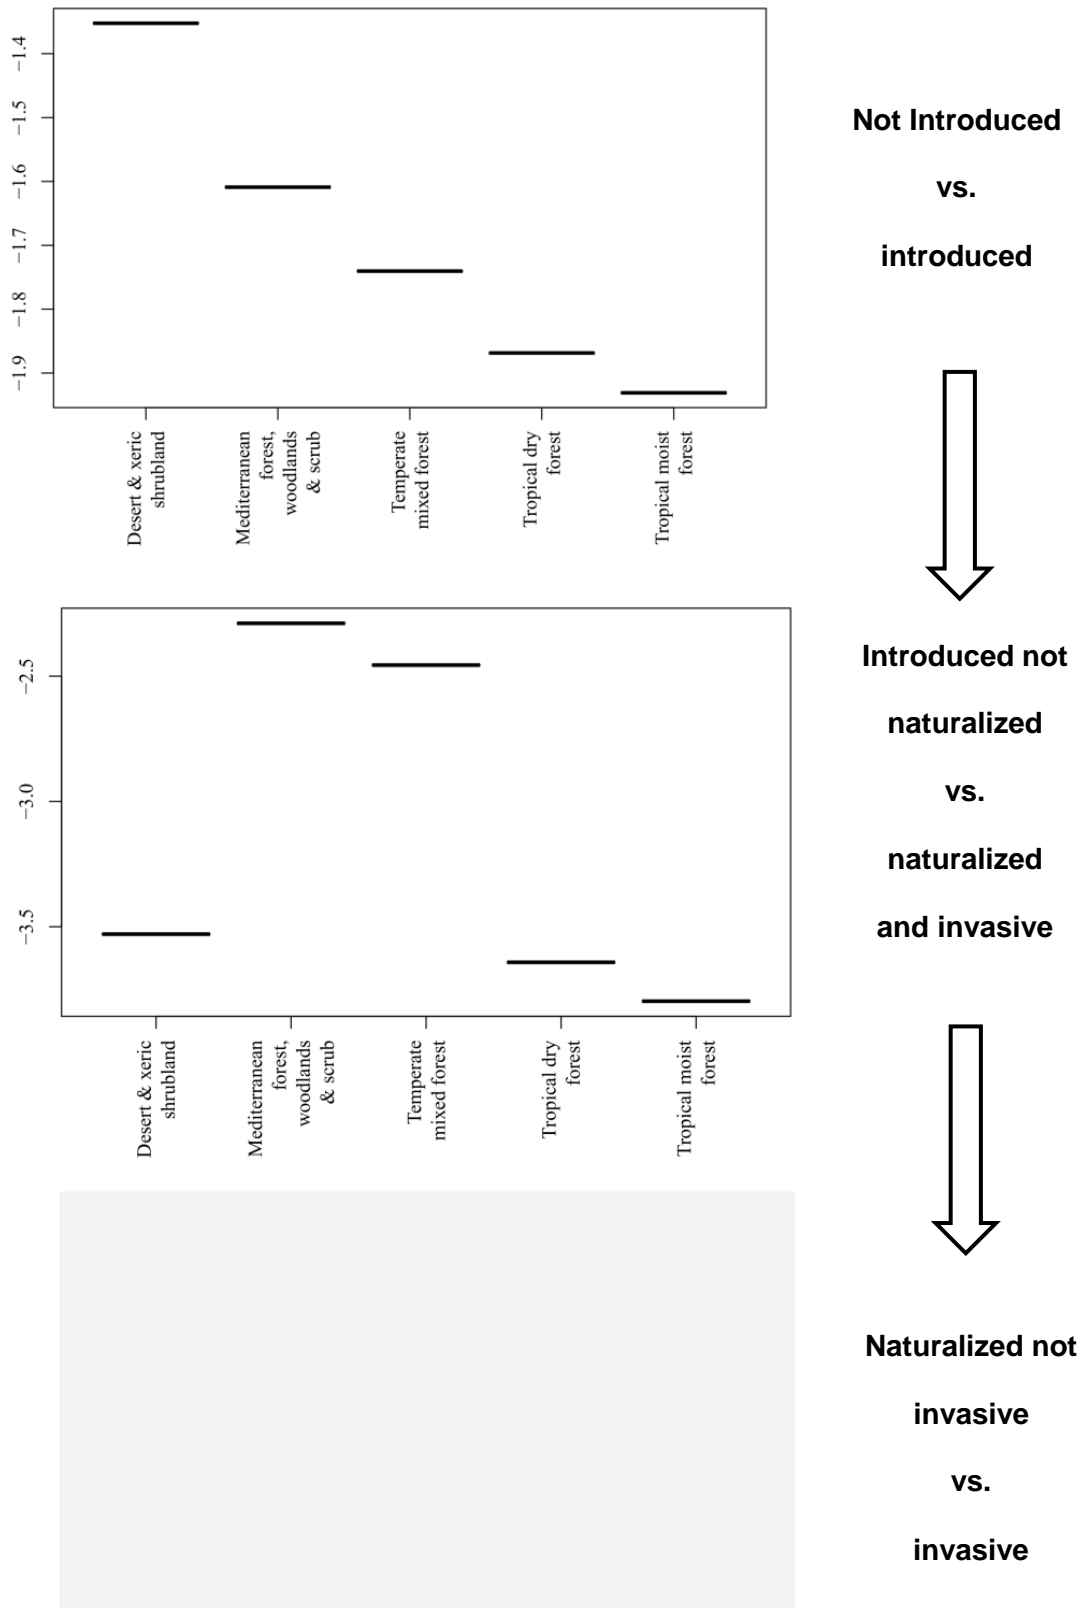 −1.4
−1.5
−1.6
−1.7
−1.8
−1.9
Desert & xeric
shrubland
Mediterranean
forest,
woodlands
& scrub
Temperate
mixed forest
Tropical dry
forest
Tropical moist
forest
Not Introduced
vs.
introduced
−2.5
−3.0
−3.5
Desert & xeric
shrubland
Mediterranean
forest,
woodlands
& scrub
Temperate
mixed forest
Tropical dry
forest
Tropical moist
forest
Introduced not
naturalized
vs.
naturalized
and invasive
Naturalized not
invasive
vs.
invasive